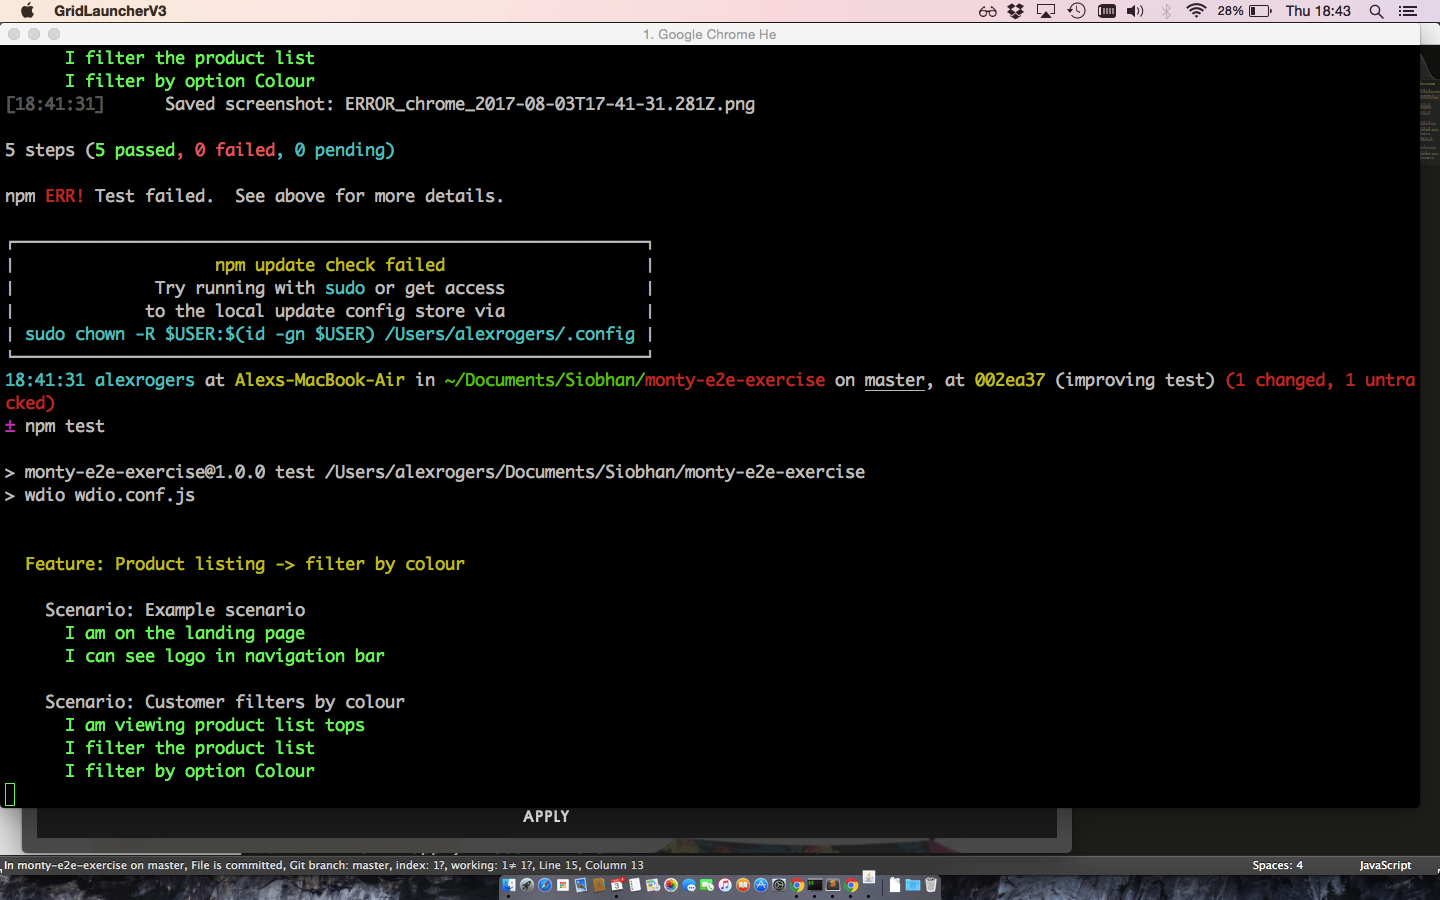 GridLauncherV3
28%
Thu 18:43
1. Google Chrome He
I filter the product list
I filter by option Colour
[18:41:31] Saved screenshot: ERROR_chrome_2017-08-03T17-41-31.281Z.png
5 steps (5 passed, 0 failed, 0 pending)
npm ERR! Test failed. See above for more details.
npm update check failed
Try running with sudo or get access
to the local update config store via
sudo chown -R $USER:$(id -gn $USER) /Users/alexrogers/.config
18:41:31 alexrogers at Alexs-MacBook-Air in ~/Documents/Siobhan/monty-e2e-exercise on master, at 002ea37 (improving test) (1 changed, 1 untra
cked)
± npm test
> monty-e2e-exercise@1.0.0 test /Users/alexrogers/Documents/Siobhan/monty-e2e-exercise
> wdio wdio.conf.js
Feature: Product listing -> filter by colour
Scenario: Example scenario
I am on the landing page
I can see logo in navigation bar
Scenario: Customer filters by colour
I am viewing product list tops
I filter the product list
I filter by option Colour
APPLY
In monty-e2e-exercise on master, File is committed, Git branch: master, index: 1?, working: 1≠ 1?, Line 15, Column 13
Spaces: 4
JavaScript